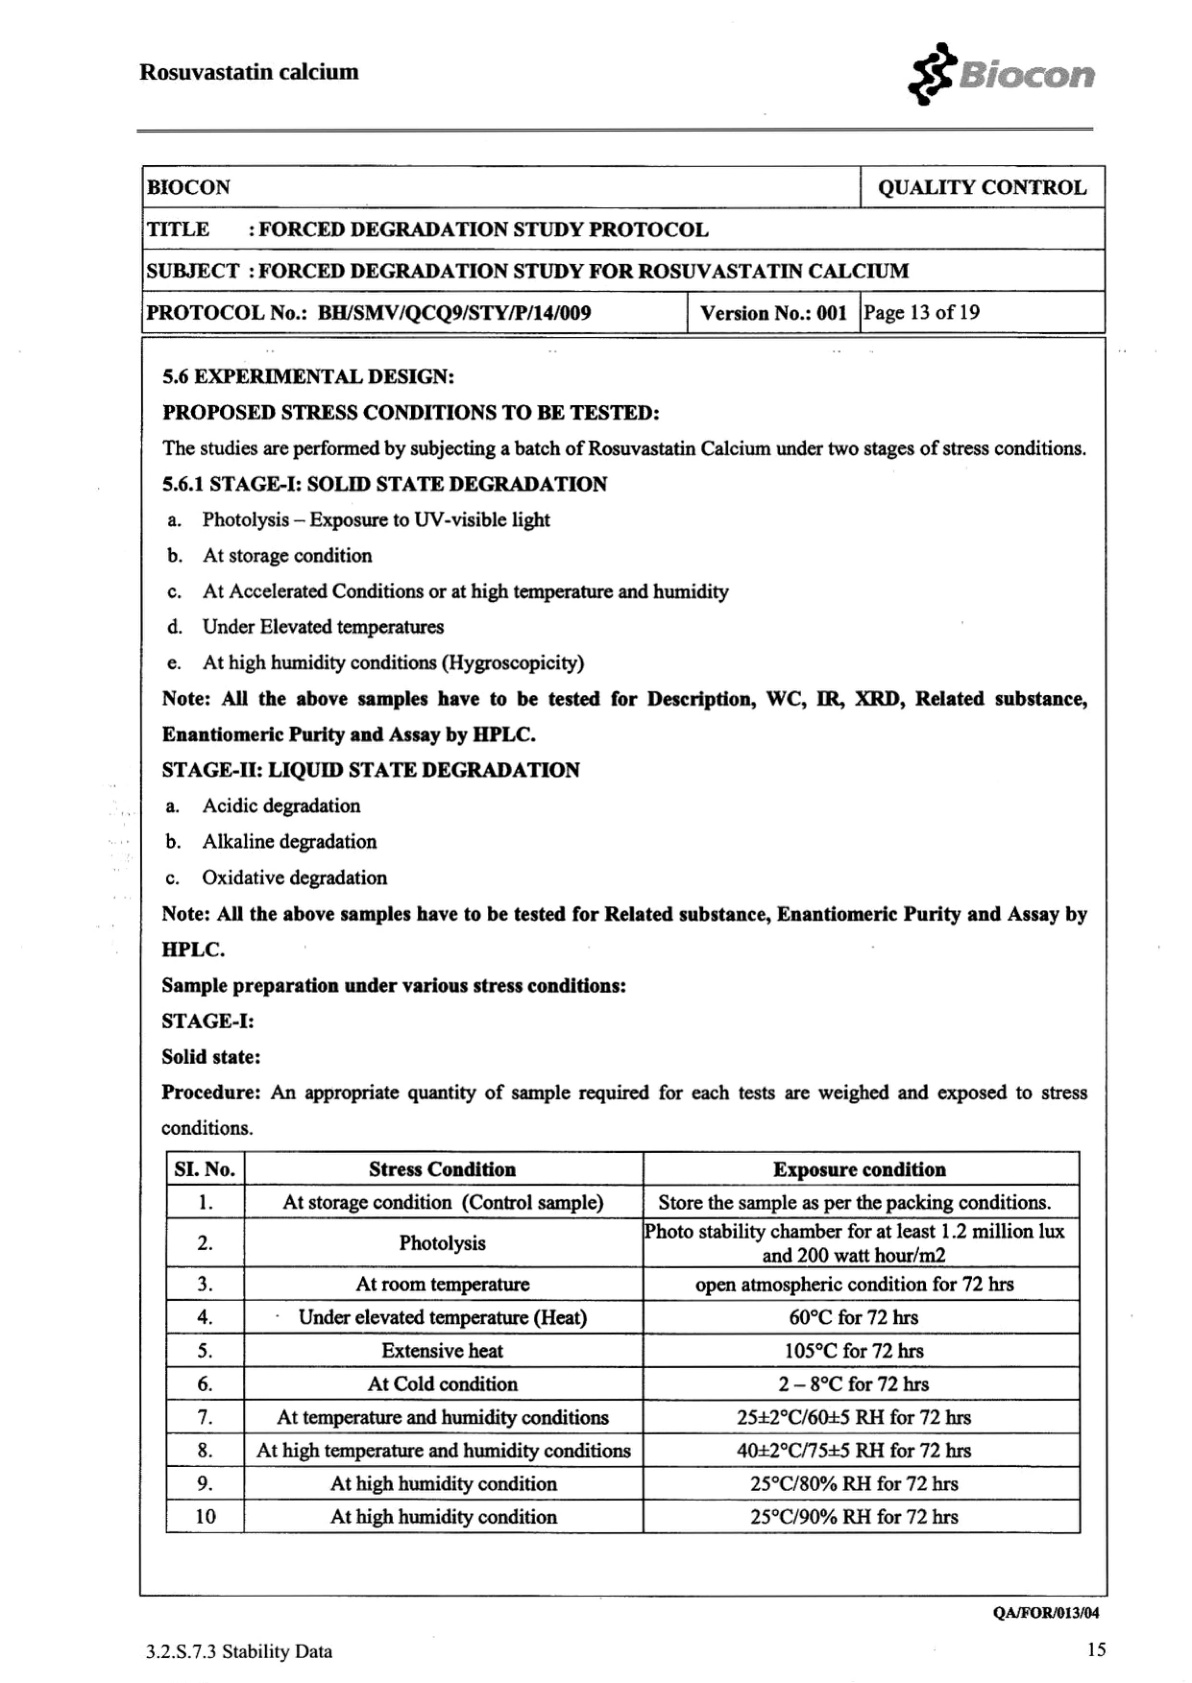 Rosuvastatin calcium
Biocon
BIOCON QUALITY CONTROL
TITLE : FORCED DEGRADATION STUDY PROTOCOL
SUBJECT : FORCED DEGRADATION STUDY FOR ROSUVASTATIN CALCIUM
PROTOCOL No.: BH/SMV/QCQ9/STY/P/14/009 Version No.: 001 Page 13 of 19
5.6 EXPERIMENTAL DESIGN:
PROPOSED STRESS CONDITIONS TO BE TESTED:
The studies are performed by subjecting a batch of Rosuvastatin Calcium under two stages of stress conditions.
5.6.1 STAGE-I: SOLID STATE DEGRADATION
a. Photolysis – Exposure to UV-visible light
b. At storage condition
c. At Accelerated Conditions or at high temperature and humidity
d. Under Elevated temperatures
e. At high humidity conditions (Hygroscopicity)
Note: All the above samples have to be tested for Description, WC, IR, XRD, Related substance,
Enantiomeric Purity and Assay by HPLC.
STAGE-II: LIQUID STATE DEGRADATION
a. Acidic degradation
b. Alkaline degradation
c. Oxidative degradation
Note: All the above samples have to be tested for Related substance, Enantiomeric Purity and Assay by
HPLC.
Sample preparation under various stress conditions:
STAGE-I:
Solid state:
Procedure: An appropriate quantity of sample required for each tests are weighed and exposed to stress
conditions.
SI. No. Stress Condition Exposure condition
1. At storage condition (Control sample) Store the sample as per the packing conditions.
2. Photolysis Photo stability chamber for at least 1.2 million lux
and 200 watt hour/m2
3. At room temperature open atmospheric condition for 72 hrs
4. Under elevated temperature (Heat) 60°C for 72 hrs
5. Extensive heat 105°C for 72 hrs
6. At Cold condition 2 – 8°C for 72 hrs
7. At temperature and humidity conditions 25±2°C/60±5 RH for 72 hrs
8. At high temperature and humidity conditions 40±2°C/75±5 RH for 72 hrs
9. At high humidity condition 25°C/80% RH for 72 hrs
10 At high humidity condition 25°C/90% RH for 72 hrs
QA/FOR/013/04
3.2.S.7.3 Stability Data 15